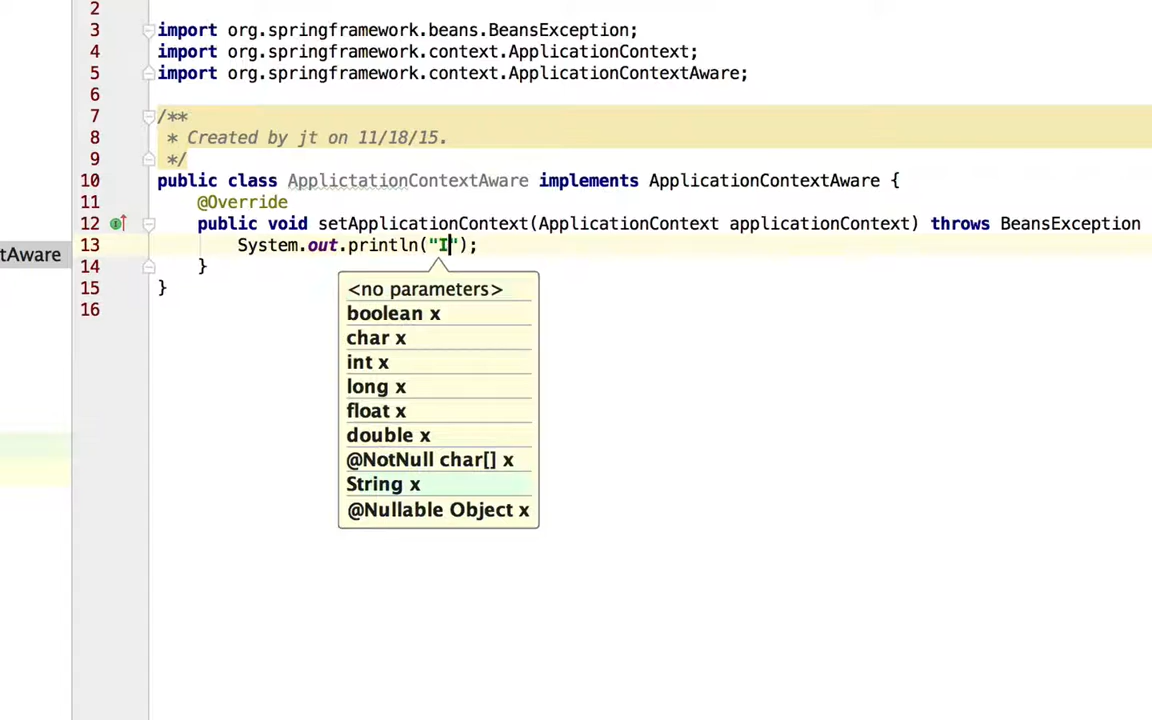 2
3 import org.springframework.beans.BeansException;
4 import org.springframework.context.ApplicationContext;
5 import org.springframework.context.ApplicationContextAware;
6
7 /**
8 * Created by jt on 11/18/15.
9 */
10 public class ApplictationContextAware implements ApplicationContextAware {
11 @Override
12 public void setApplicationContext(ApplicationContext applicationContext) throws BeansException
tAware
13 System.out.println("I");
14 }
15 }
16
<no parameters>
boolean x
char x
int x
long x
float x
double x
@NotNull char[] x
String x
@Nullable Object x